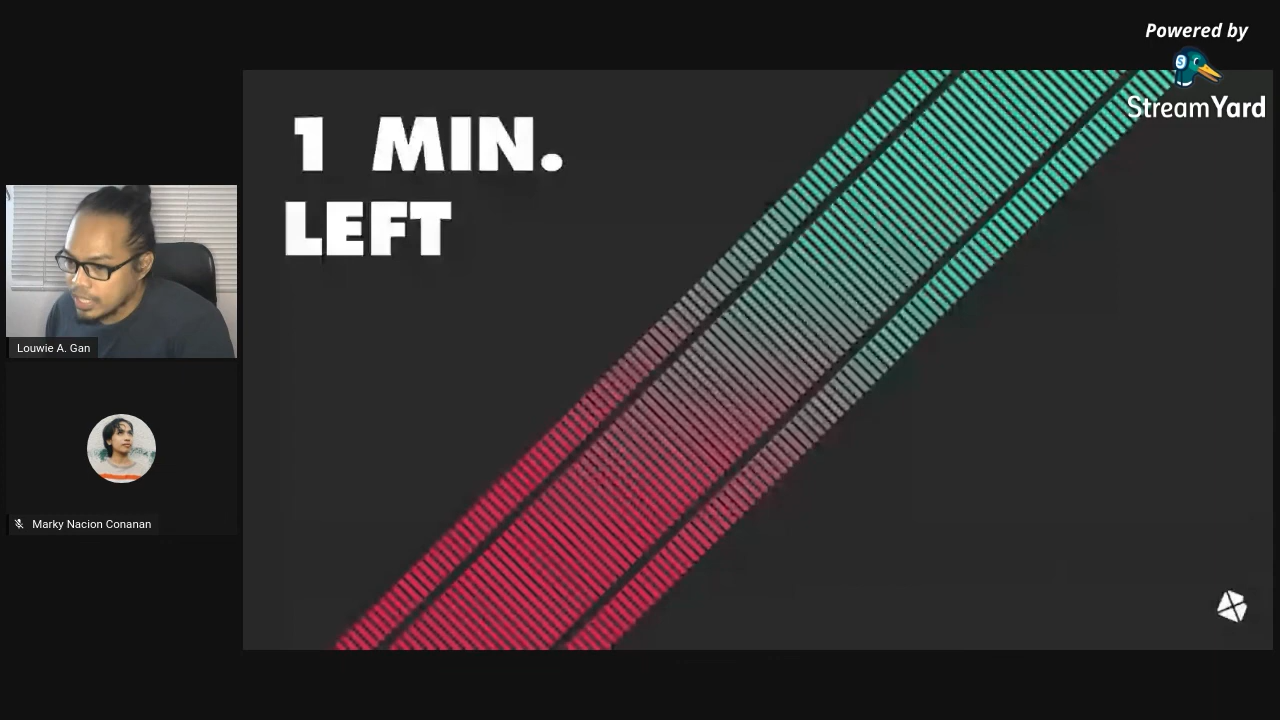 Powered by
StreamYard
1 MIN.
LEFT
Louwie A. Gan
Marky Nacion Conanan